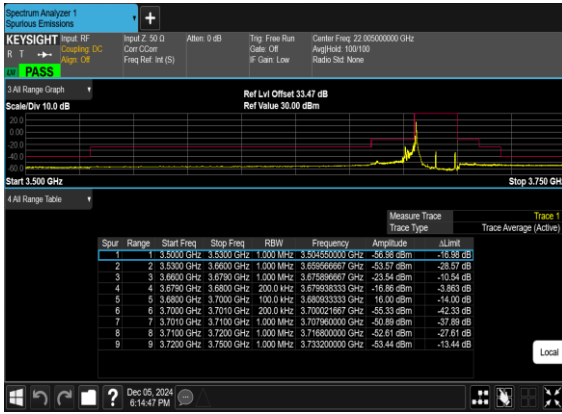 Spectrum Analyzer 1
Spurious Emissions
KEYSIGHT
R T
PASS
Input: RF
Coupling: DC
Align: Off
Input Z: 50 Ω
Corr CCorr
Freq Ref: Int (S)
Atten: 0 dB
Trig: Free Run
Gate: Off
IF Gain: Low
Center Freq: 22.005000000 GHz
Avg|Hold: 100/100
Radio Std: None
3 All Range Graph
Scale/Div 10.0 dB
Ref Lvl Offset 33.47 dB
Ref Value 30.00 dBm
20.0
0.00
-20.0
-40.0
-60.0
Start 3.500 GHz
Stop 3.750 GHz
4 All Range Table
Measure Trace Trace 1
Trace Type Trace Average (Active)
Spur Range Start Freq Stop Freq RBW Frequency Amplitude ΔLimit
1 1 3.5000 GHz 3.5300 GHz 1.000 MHz 3.504550000 GHz -56.98 dBm -16.98 dB
2 2 3.5300 GHz 3.6600 GHz 1.000 MHz 3.659566667 GHz -53.57 dBm -28.57 dB
3 3 3.6600 GHz 3.6790 GHz 1.000 MHz 3.675896667 GHz -23.54 dBm -10.54 dB
4 4 3.6790 GHz 3.6800 GHz 200.0 kHz 3.679938333 GHz -16.86 dBm -3.863 dB
5 5 3.6800 GHz 3.7000 GHz 100.0 kHz 3.680933333 GHz 16.00 dBm -14.00 dB
6 6 3.7000 GHz 3.7010 GHz 200.0 kHz 3.700021667 GHz -55.33 dBm -42.33 dB
7 7 3.7010 GHz 3.7100 GHz 1.000 MHz 3.707960000 GHz -50.89 dBm -37.89 dB
8 8 3.7100 GHz 3.7200 GHz 1.000 MHz 3.716800000 GHz -52.61 dBm -27.61 dB
9 9 3.7200 GHz 3.7500 GHz 1.000 MHz 3.733200000 GHz -53.44 dBm -13.44 dB
Local
?
Dec 05, 2024
6:14:47 PM